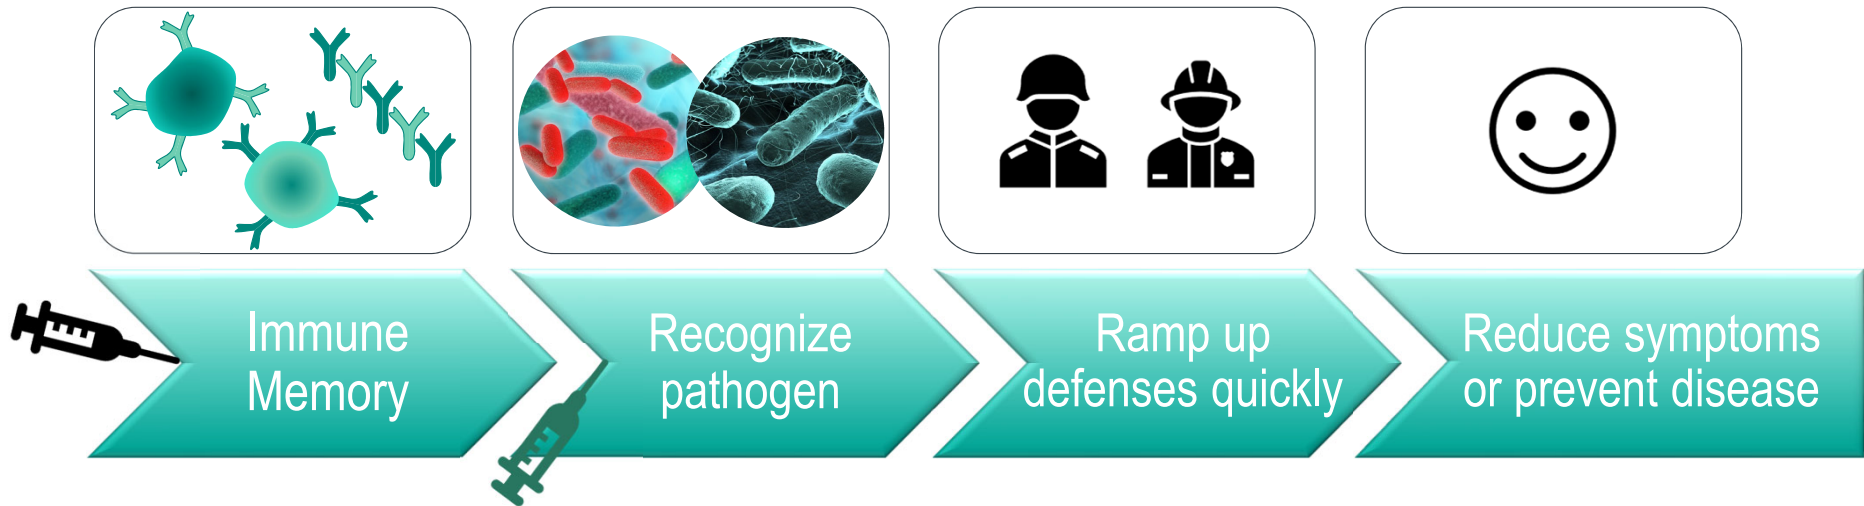 Immune
Memory
Recognize
pathogen
Ramp up
defenses quickly
Reduce symptoms
or prevent disease